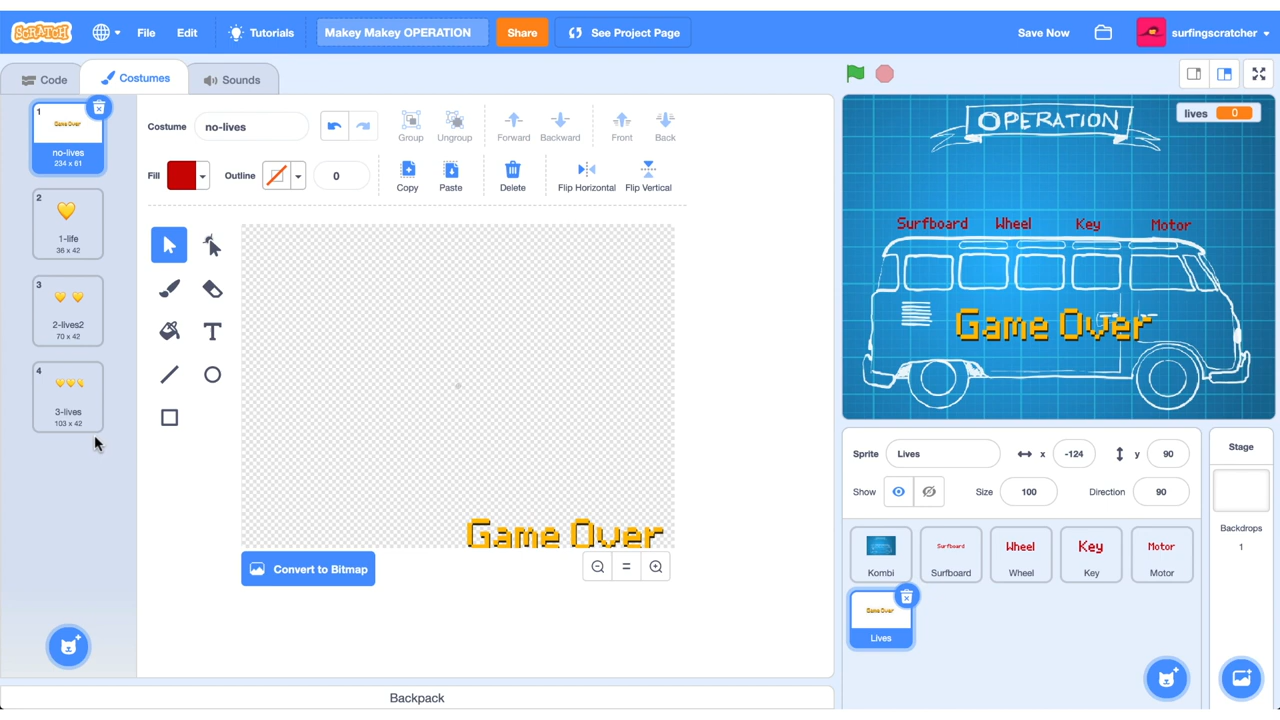 SCRATCH File Edit Tutorials Makey Makey OPERATION Share See Project Page Save Now surfingscratcher
Code Costumes Sounds
1
Game Over
no-lives
234 x 61
2
1-life
36 x 42
3
2-lives2
70 x 42
4
3-lives
103 x 42
Costume no-lives Group Ungroup Forward Backward Front Back
Fill Outline 0 Copy Paste Delete Flip Horizontal Flip Vertical
T
Game Over
Convert to Bitmap
Backpack
OPERATION
lives 0
Surfboard Wheel Key Motor
Game Over
Sprite Lives x -124 y 90
Show Size 100 Direction 90
Surfboard Wheel Key Motor
Kombi Surfboard Wheel Key Motor
Game Over
Lives
Stage
Backdrops
1